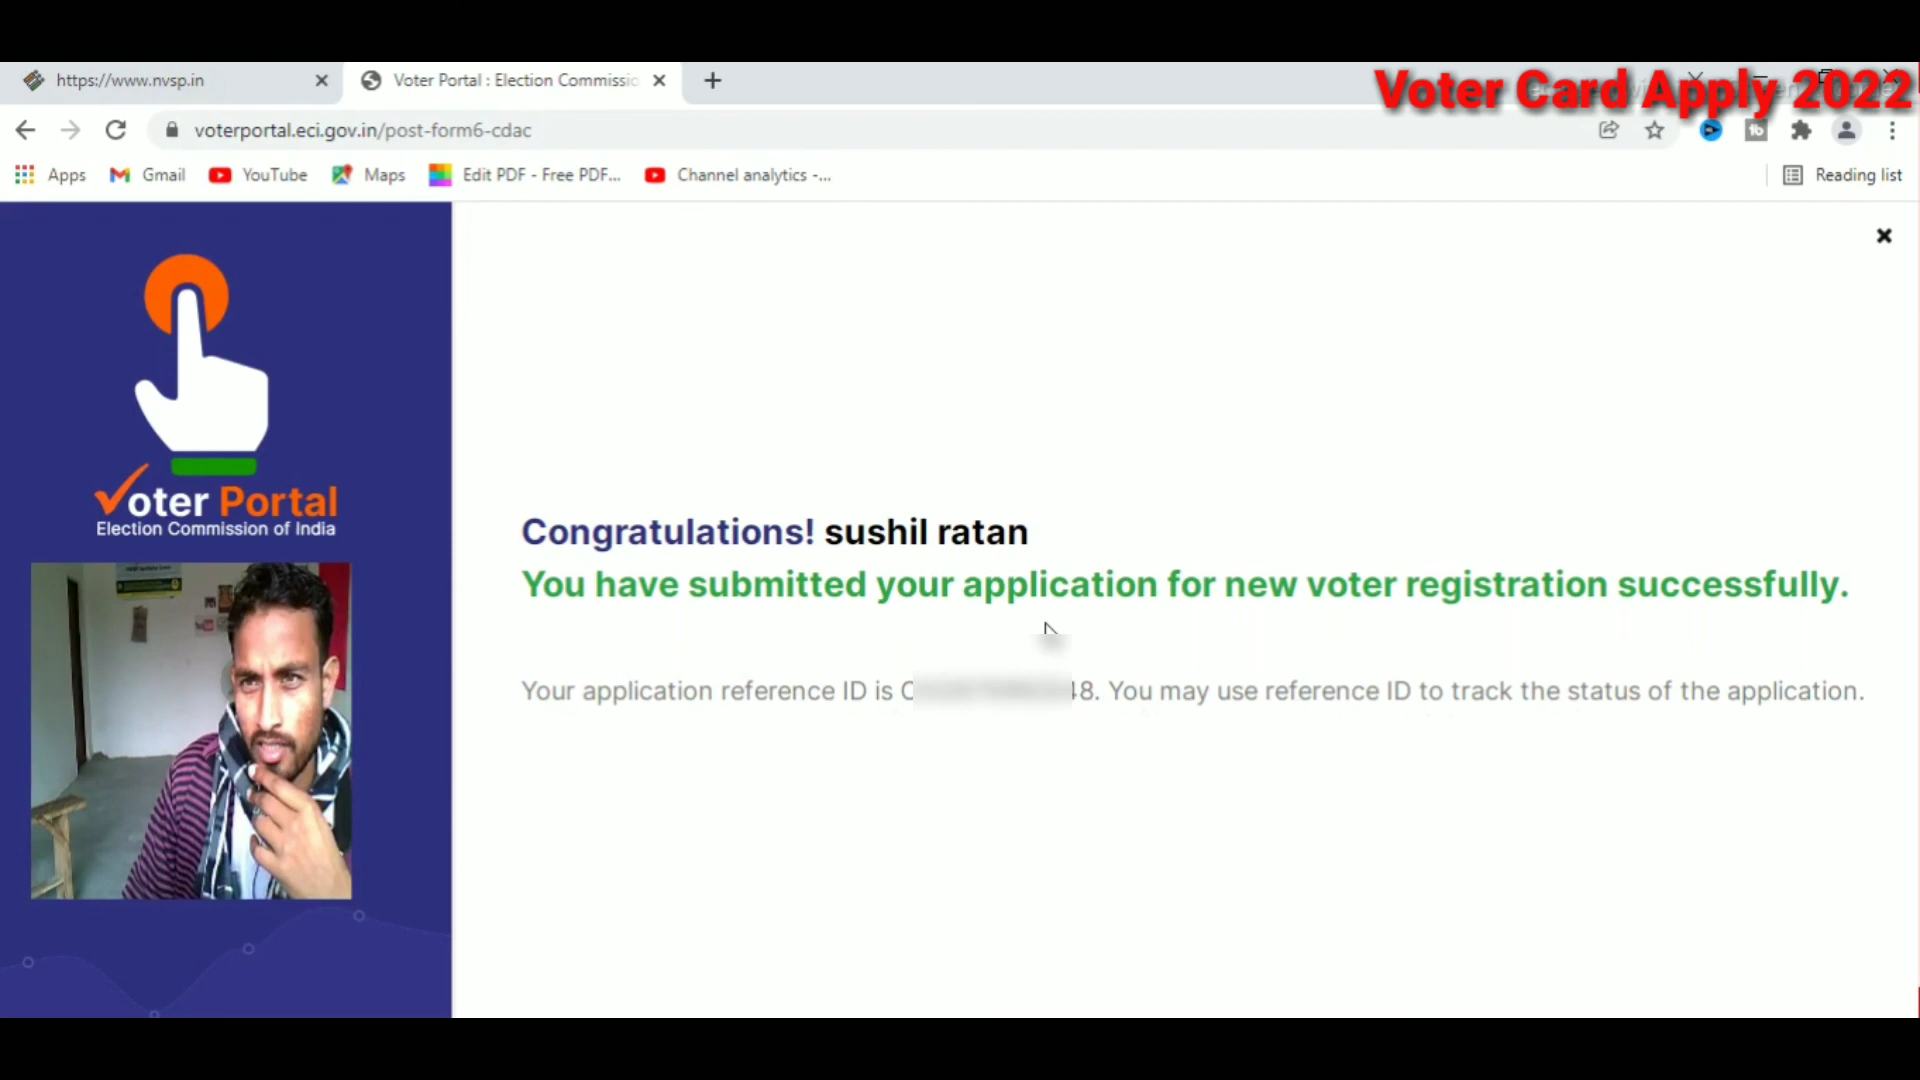 https://www.nvsp.in
Voter Portal : Election Commissio
Voter Card Apply 2022
voterportal.eci.gov.in/post-form6-cdac
Apps
Gmail
YouTube
Maps
Edit PDF - Free PDF...
Channel analytics -...
Reading list
Voter Portal
Election Commission of India
Congratulations! sushil ratan
You have submitted your application for new voter registration successfully.
Your application reference ID is 48. You may use reference ID to track the status of the application.